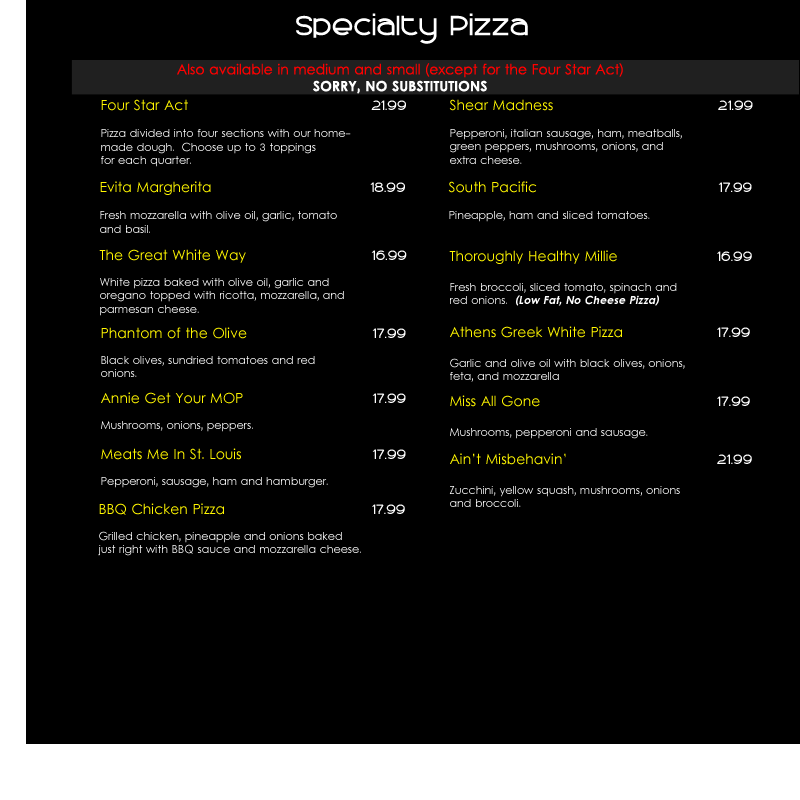 Specialty Pizza
Also available in medium and small (except for the Four Star Act)
SORRY, NO SUBSTITUTIONS
Four Star Act 21.99
Pizza divided into four sections with our home-
made dough. Choose up to 3 toppings
for each quarter.
Evita Margherita 18.99
Fresh mozzarella with olive oil, garlic, tomato
and basil.
The Great White Way 16.99
White pizza baked with olive oil, garlic and
oregano topped with ricotta, mozzarella, and
parmesan cheese.
Phantom of the Olive 17.99
Black olives, sundried tomatoes and red
onions.
Annie Get Your MOP 17.99
Mushrooms, onions, peppers.
Meats Me In St. Louis 17.99
Pepperoni, sausage, ham and hamburger.
BBQ Chicken Pizza 17.99
Grilled chicken, pineapple and onions baked
just right with BBQ sauce and mozzarella cheese.
Shear Madness 21.99
Pepperoni, italian sausage, ham, meatballs,
green peppers, mushrooms, onions, and
extra cheese.
South Pacific 17.99
Pineapple, ham and sliced tomatoes.
Thoroughly Healthy Millie 16.99
Fresh broccoli, sliced tomato, spinach and
red onions. (Low Fat, No Cheese Pizza)
Athens Greek White Pizza 17.99
Garlic and olive oil with black olives, onions,
feta, and mozzarella
Miss All Gone 17.99
Mushrooms, pepperoni and sausage.
Ain't Misbehavin' 21.99
Zucchini, yellow squash, mushrooms, onions
and broccoli.